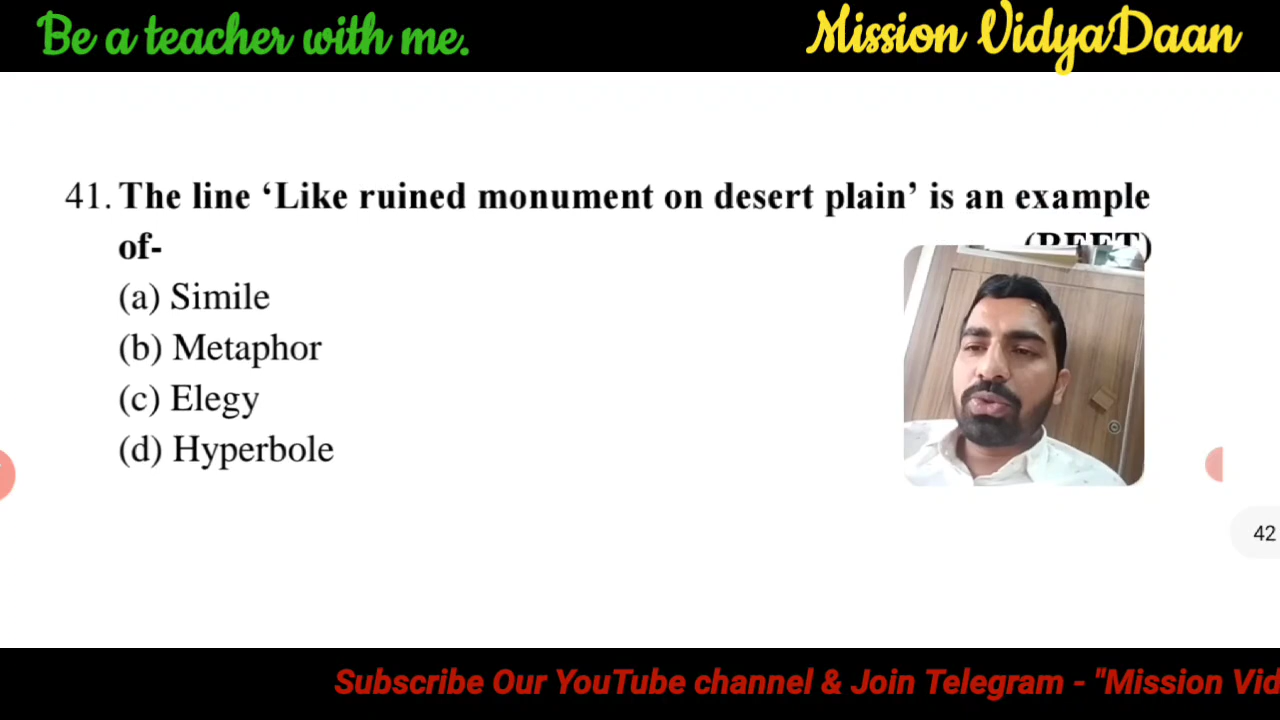 Be a teacher with me.
Mission VidyaDaan
41. The line ‘Like ruined monument on desert plain’ is an example
of-
(a) Simile
(b) Metaphor
(c) Elegy
(d) Hyperbole
42
Subscribe Our YouTube channel & Join Telegram - "Mission